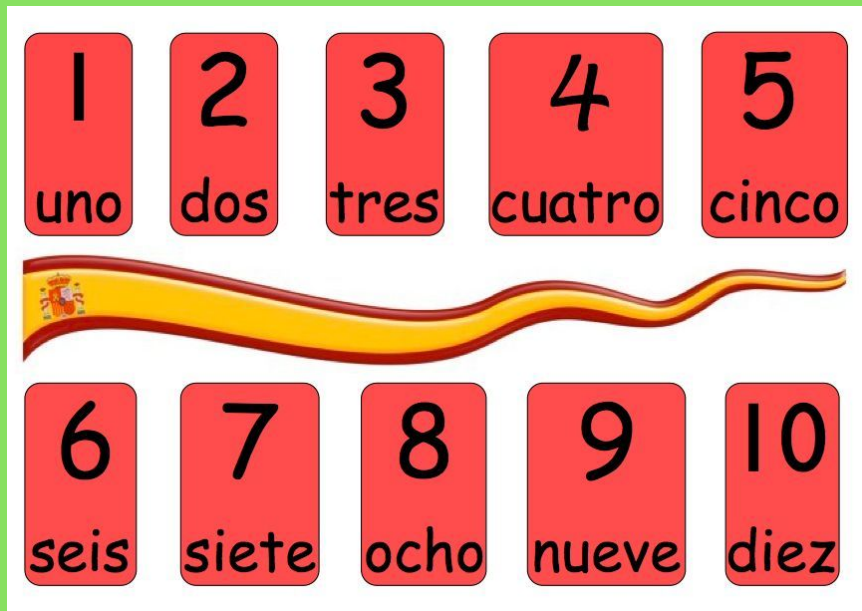 1 2 3 4 5
uno dos tres cuatro cinco
6 7 8 9 10
seis siete ocho nueve diez